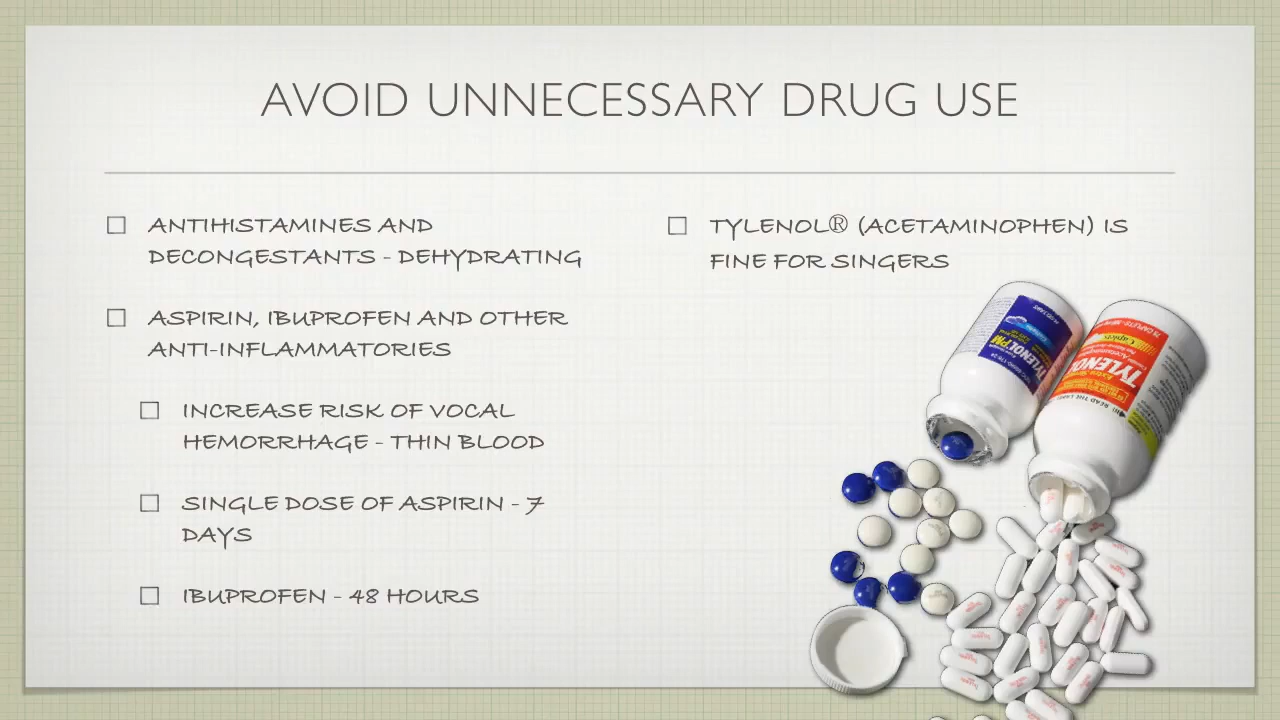 AVOID UNNECESSARY DRUG USE
ANTIHISTAMINES AND
DECONGESTANTS - DEHYDRATING
ASPIRIN, IBUPROFEN AND OTHER
ANTI-INFLAMMATORIES
INCREASE RISK OF VOCAL
HEMORRHAGE - THIN BLOOD
SINGLE DOSE OF ASPIRIN - 7
DAYS
IBUPROFEN - 48 HOURS
TYLENOL® (ACETAMINOPHEN) IS
FINE FOR SINGERS
TYLENOL PM
TYLENOL
Caplets